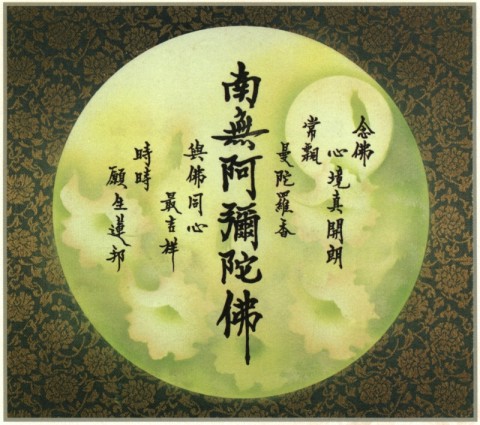 念佛
心境真開朗
常飄
曼陀羅香
南無阿彌陀佛
與佛同心
最吉祥
時時
願生蓮邦